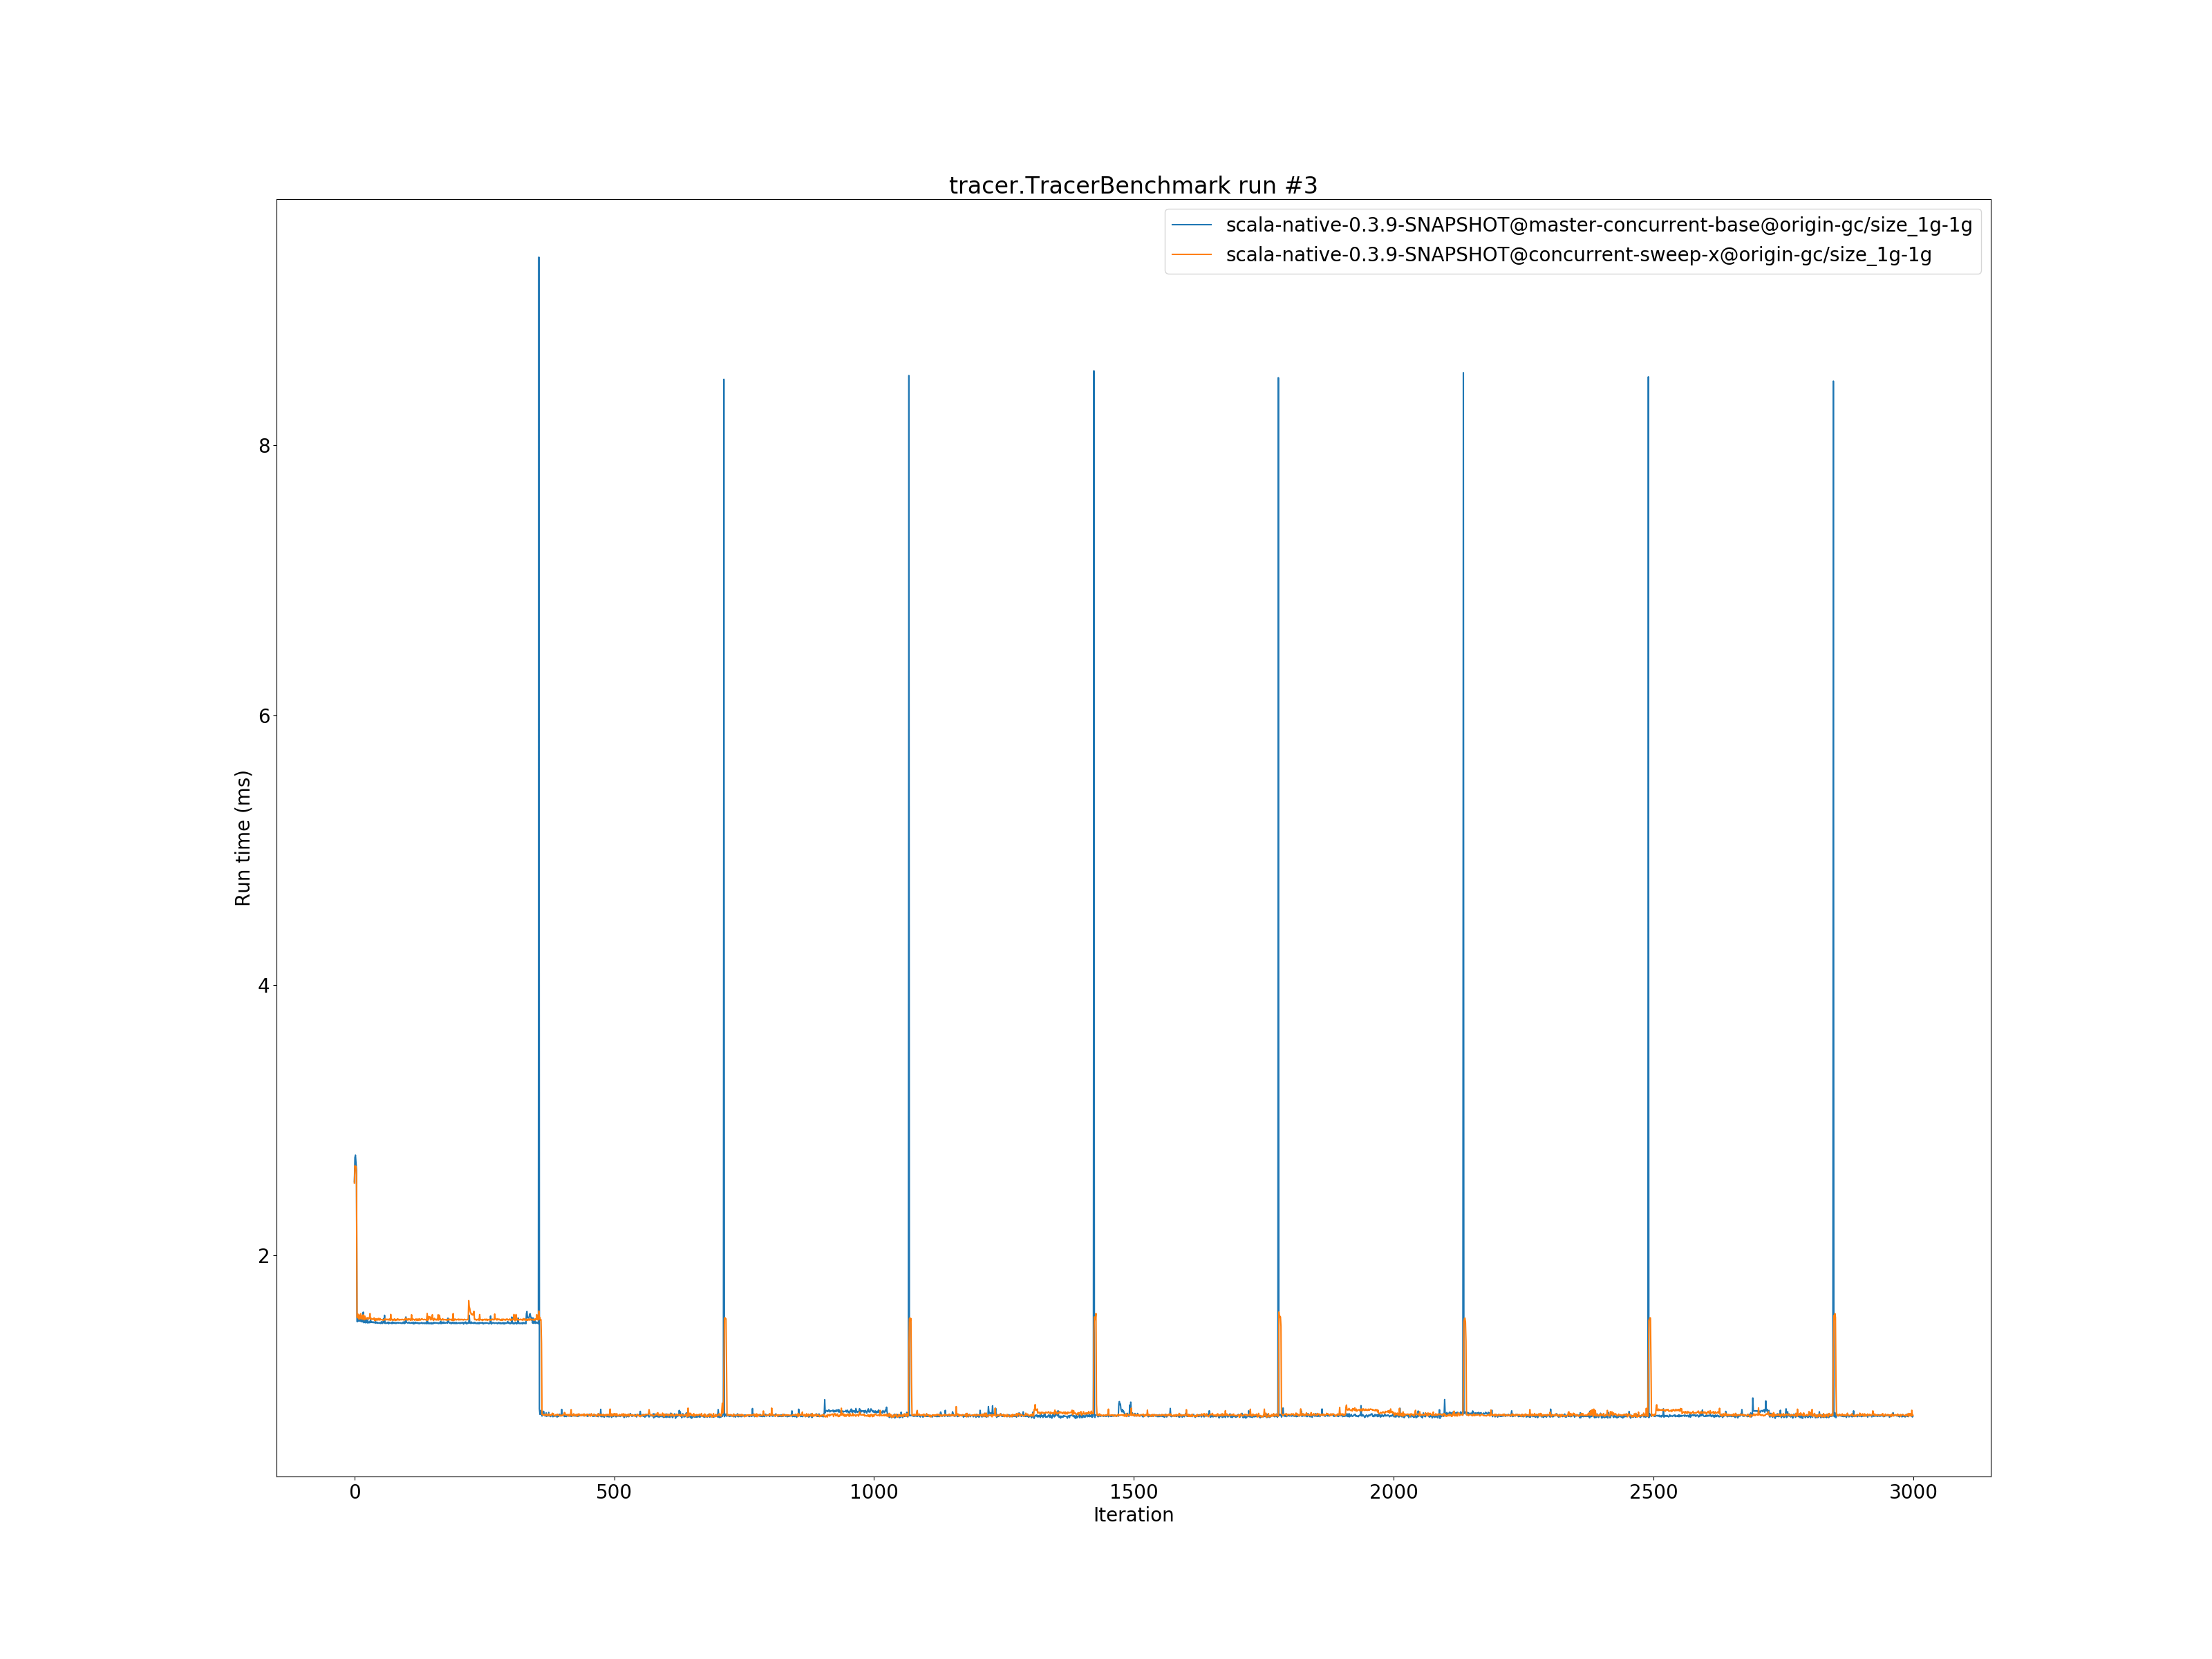 tracer.TracerBenchmark run #3
scala-native-0.3.9-SNAPSHOT@master-concurrent-base@origin-gc/size_1g-1g
scala-native-0.3.9-SNAPSHOT@concurrent-sweep-x@origin-gc/size_1g-1g
8
6
4
2
Run time (ms)
0 500 1000 1500 2000 2500 3000
Iteration